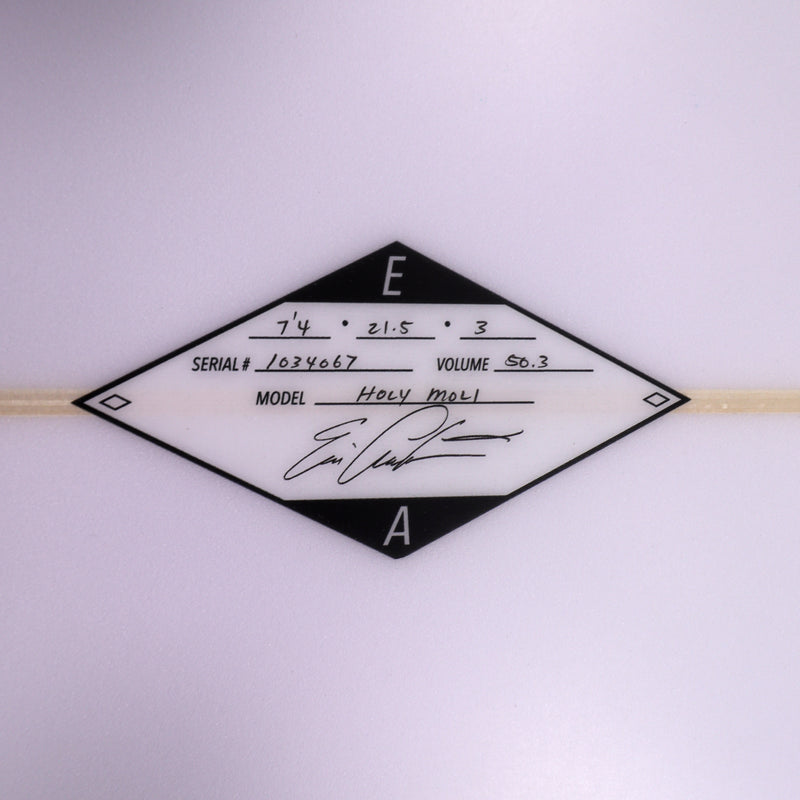 E
7'4 • 21.5 • 3
SERIAL # 1034067 VOLUME 50.3
MODEL HOLY MOLI
A